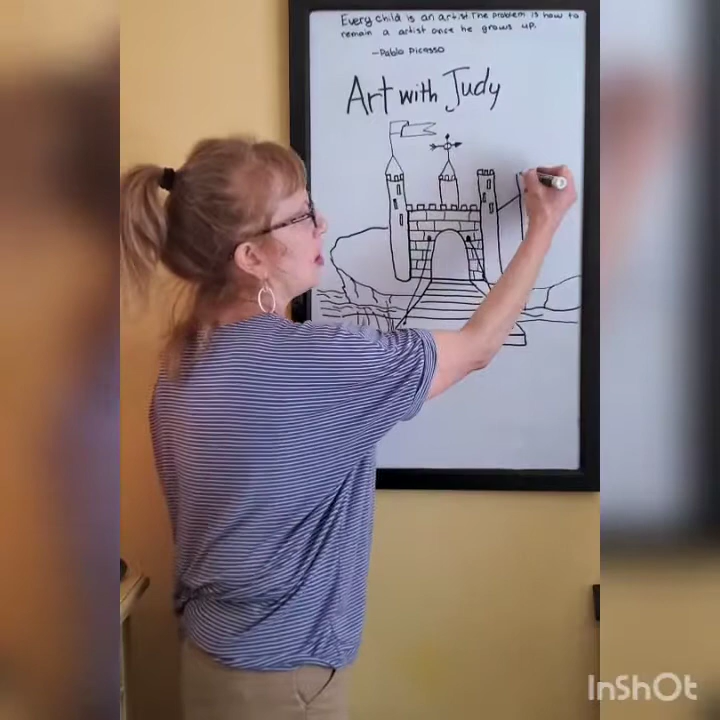 Every child is an artist. The problem is how to
remain a artist once he grows up.
-Pablo Picasso
Art with Judy
InShOt